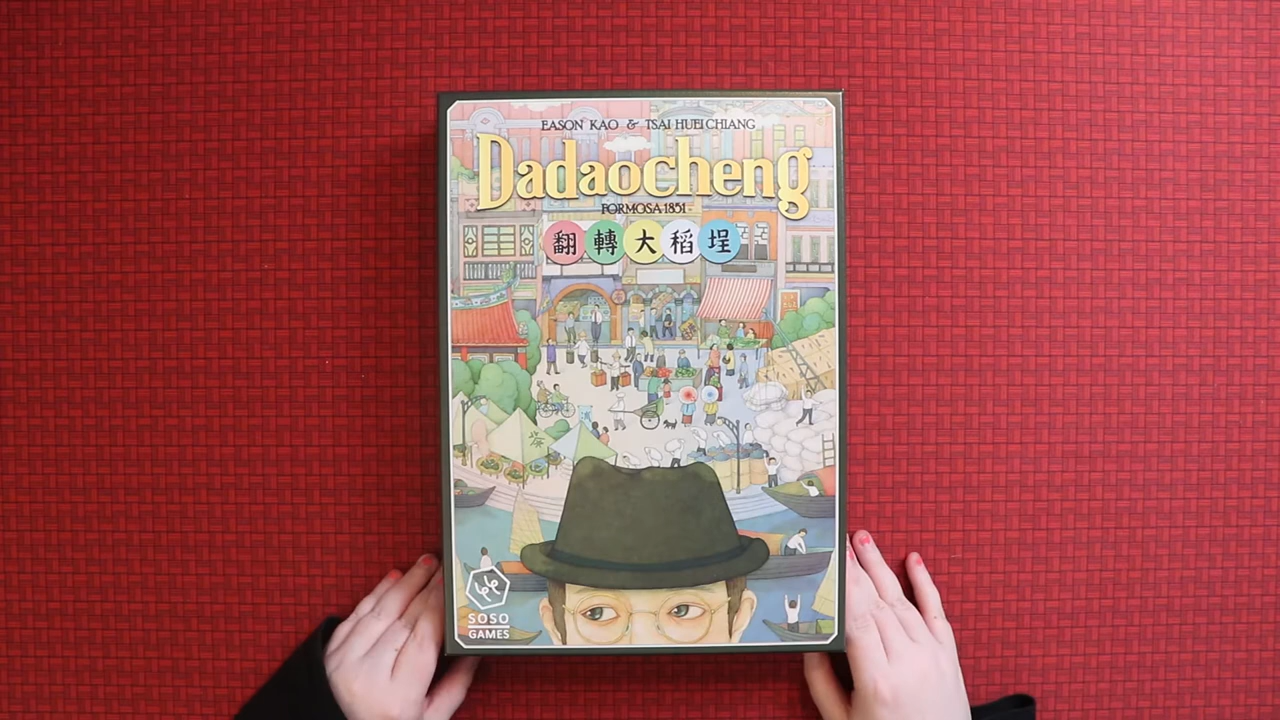 EASON KAO & TSAI HUEI CHIANG
Dadaocheng
FORMOSA 1851
翻轉大稻埕
SOSO
GAMES